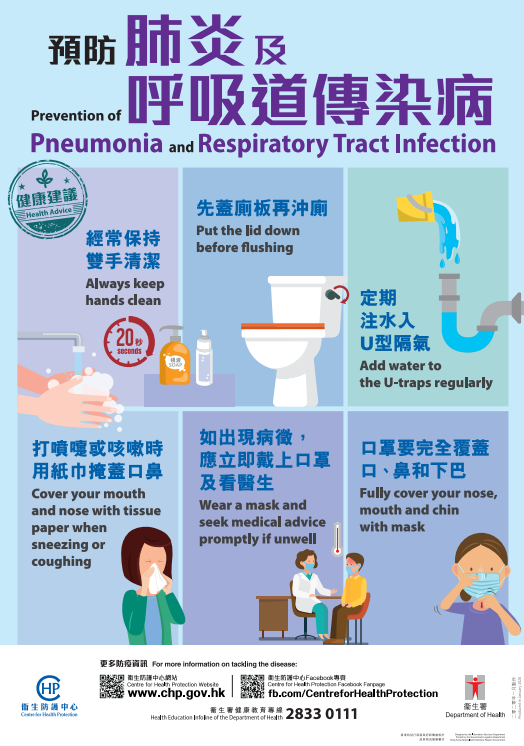 預防 肺炎及
呼吸道傳染病
Prevention of
Pneumonia and Respiratory Tract Infection
健康建議
Health Advice
經常保持
雙手清潔
Always keep
hands clean
20秒
seconds
梘液
SOAP
先蓋廁板再沖廁
Put the lid down
before flushing
定期
注水入
U型隔氣
Add water to
the U-traps regularly
打噴嚏或咳嗽時
用紙巾掩蓋口鼻
Cover your mouth
and nose with tissue
paper when
sneezing or
coughing
如出現病徵，
應立即戴上口罩
及看醫生
Wear a mask and
seek medical advice
promptly if unwell
口罩要完全覆蓋
口、鼻和下巴
Fully cover your nose,
mouth and chin
with mask
CHP
衞生防護中心
Centre for Health Protection
更多防疫資訊 For more information on tackling the disease:
衞生防護中心網站
Centre for Health Protection Website
www.chp.gov.hk
衞生防護中心Facebook專頁
Centre for Health Protection Facebook Fanpage
fb.com/CentreforHealthProtection
衞生署健康教育專線
Health Education Infoline of the Department of Health
2833 0111
衞生署
Department of Health